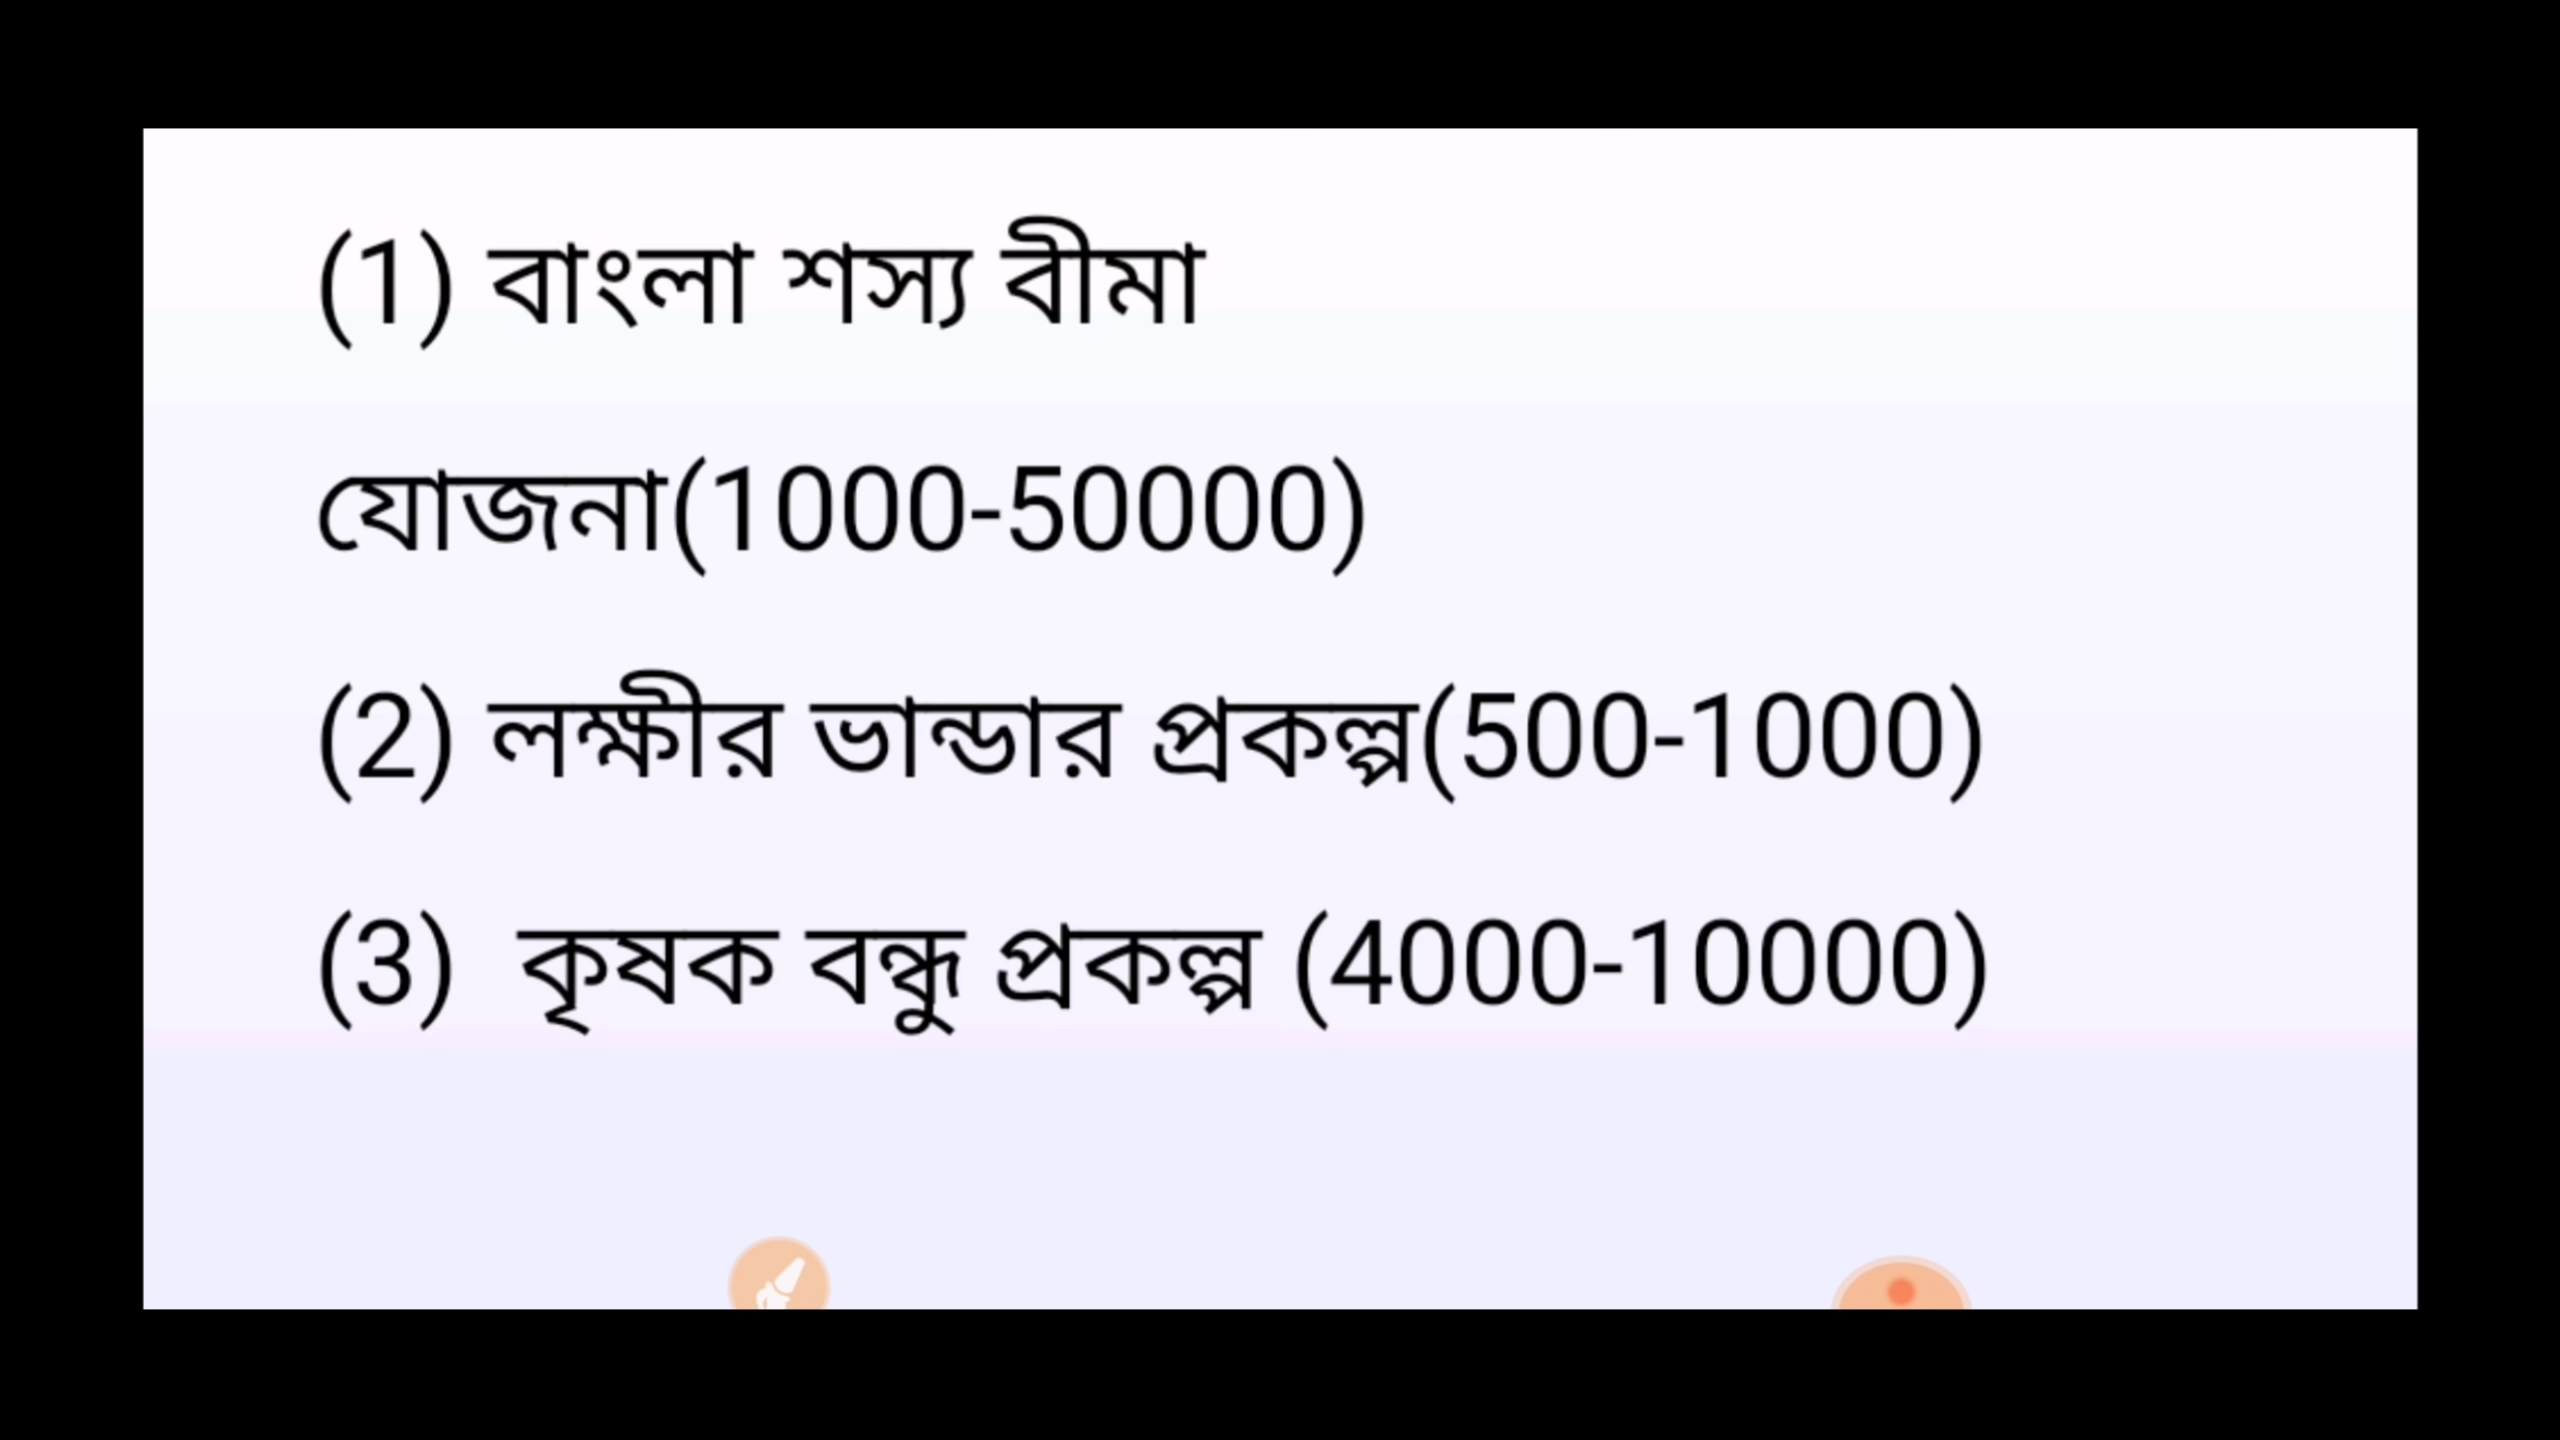 (1) বাংলা শস্য বীমা
যোজনা(1000-50000)
(2) লক্ষীর ভান্ডার প্রকল্প(500-1000)
(3)  কৃষক বন্ধু প্রকল্প (4000-10000)